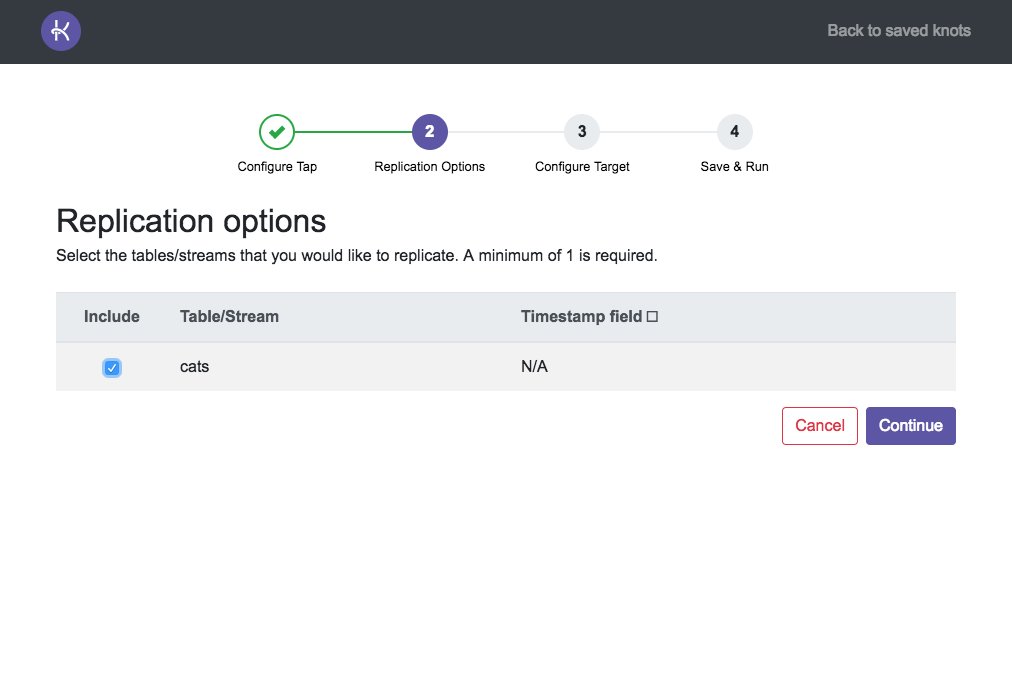 Back to saved knots
2 3 4
Configure Tap Replication Options Configure Target Save & Run
Replication options
Select the tables/streams that you would like to replicate. A minimum of 1 is required.
Include Table/Stream Timestamp field
cats N/A
Cancel Continue